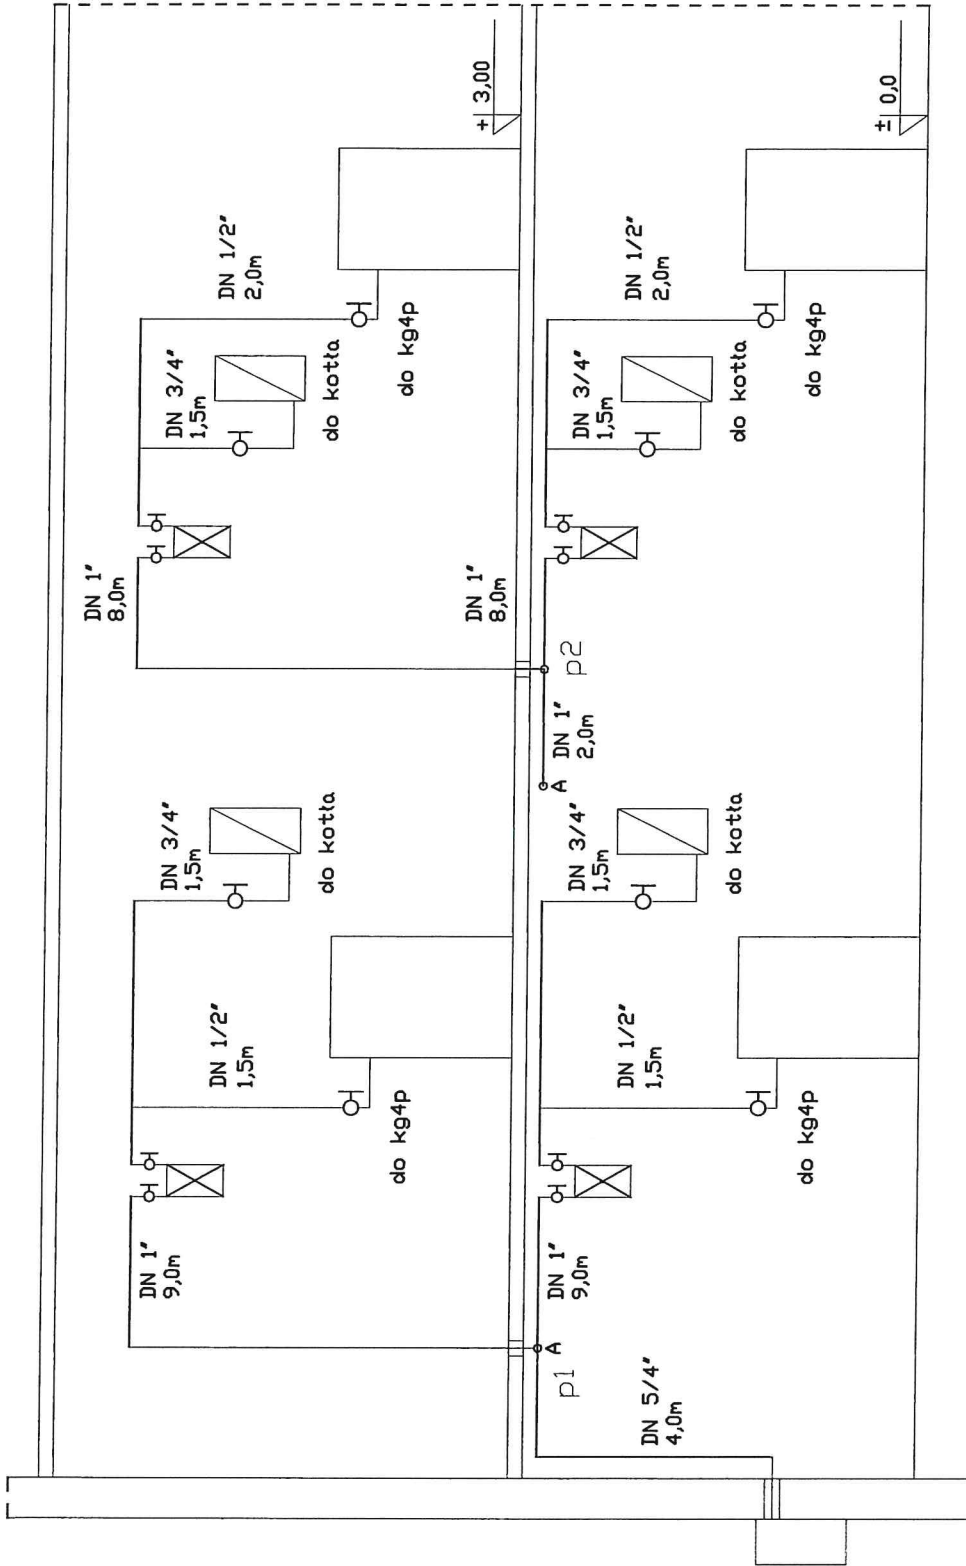 DN 1"
9,0m
DN 1/2"
1,5m
do kg4p
DN 3/4"
1,5m
do kotła
DN 1"
8,0m
DN 3/4"
1,5m
do kotła
DN 1/2"
2,0m
do kg4p
+ 3,00
DN 5/4"
4,0m
p1
A
DN 1"
9,0m
DN 1/2"
1,5m
do kg4p
DN 3/4"
1,5m
do kotła
A
DN 1"
2,0m
p2
DN 1"
8,0m
DN 3/4"
1,5m
do kotła
DN 1/2"
2,0m
do kg4p
± 0,0